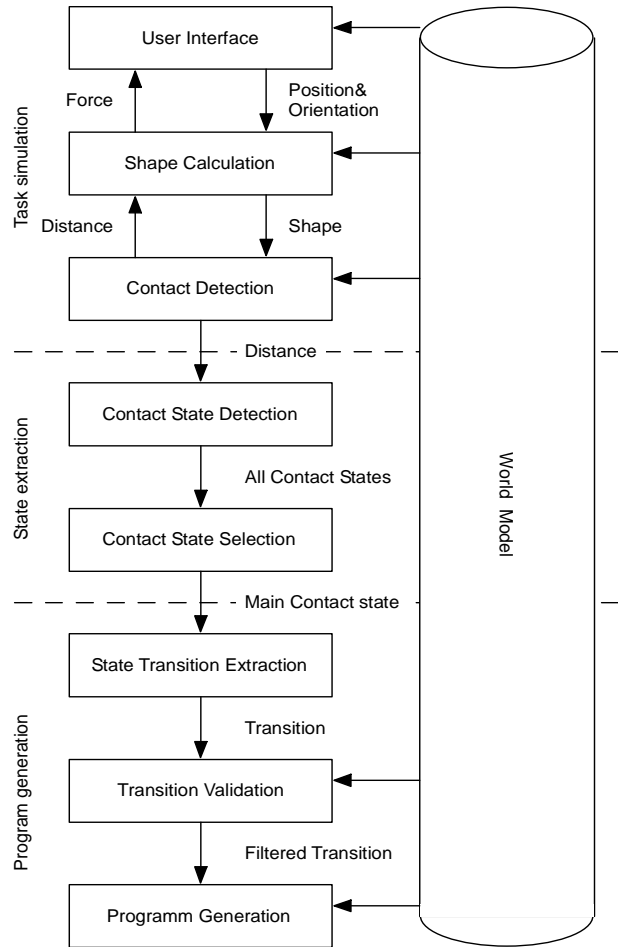 User Interface
Force
Position&
Orientation
Shape Calculation
Distance
Shape
Contact Detection
Task simulation
Distance
Contact State Detection
All Contact States
Contact State Selection
State extraction
Main Contact state
State Transition Extraction
Transition
Transition Validation
Filtered Transition
Programm Generation
Program generation
World Model